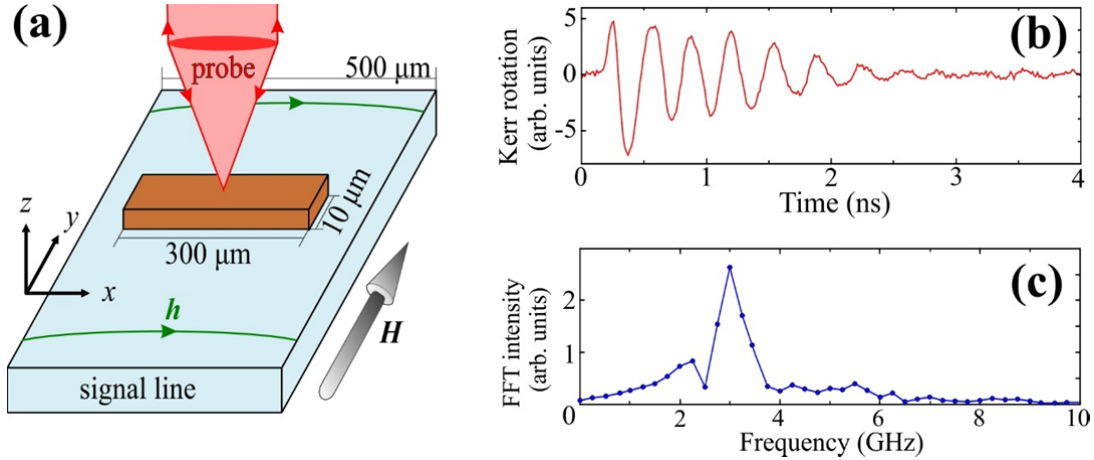 (a)
probe
500 μm
10 μm
300 μm
z
y
x
h
H
signal line
(b)
Kerr rotation
(arb. units)
5
0
-5
0 1 2 3 4
Time (ns)
(c)
FFT intensity
(arb. units)
2
1
0
2 4 6 8 10
Frequency (GHz)